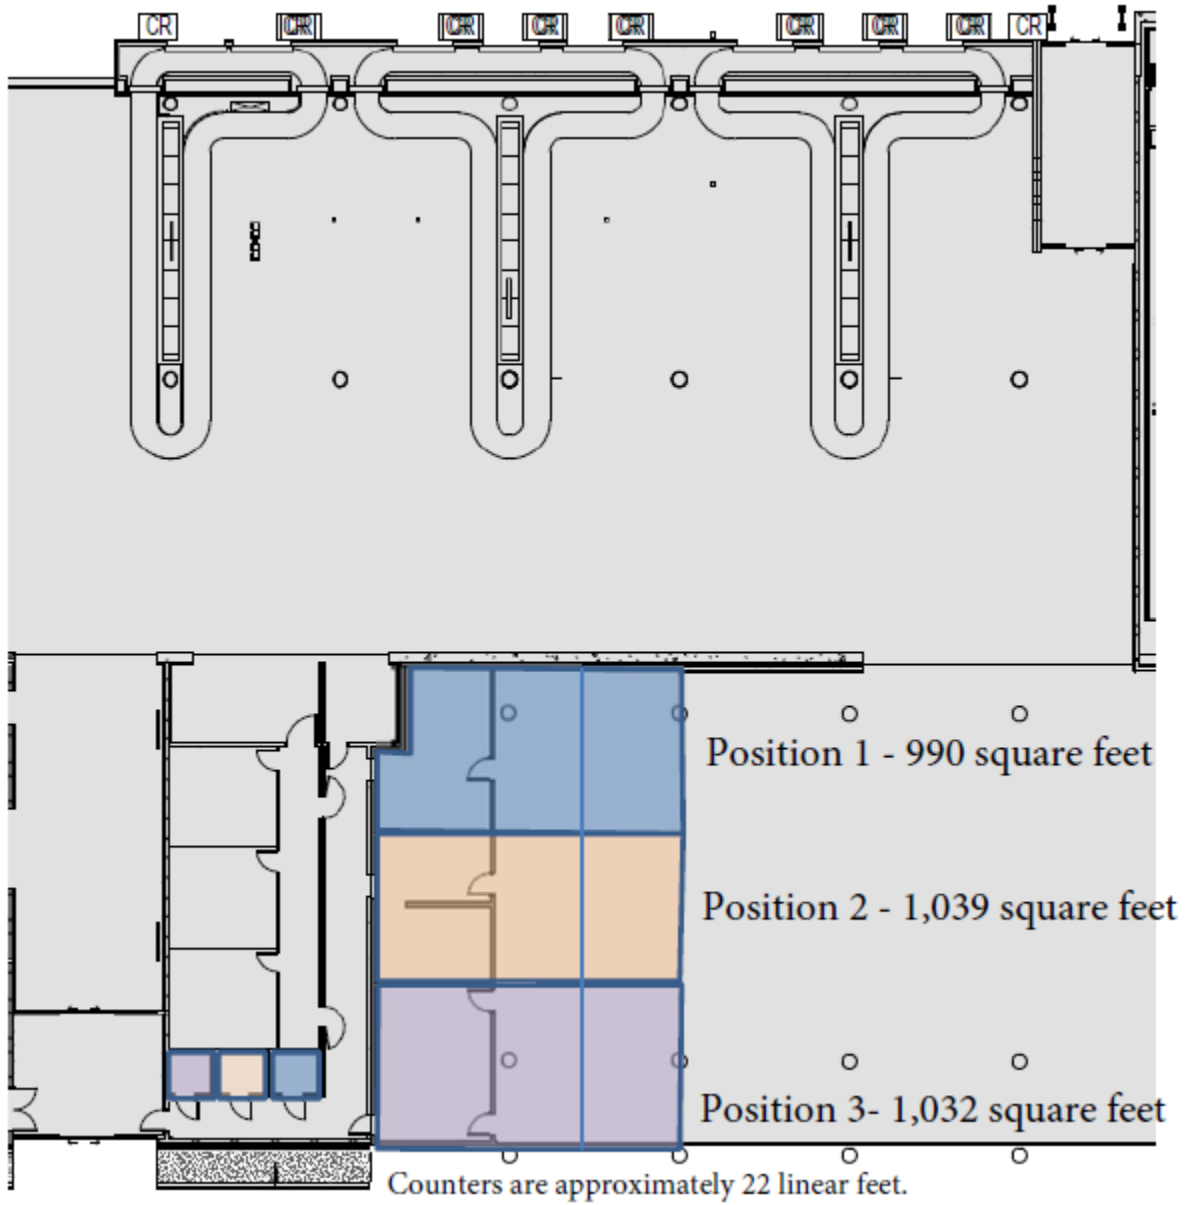 CR CR CR CR CR CR CR CR CR
Position 1 - 990 square feet
Position 2 - 1,039 square feet
Position 3- 1,032 square feet
Counters are approximately 22 linear feet.